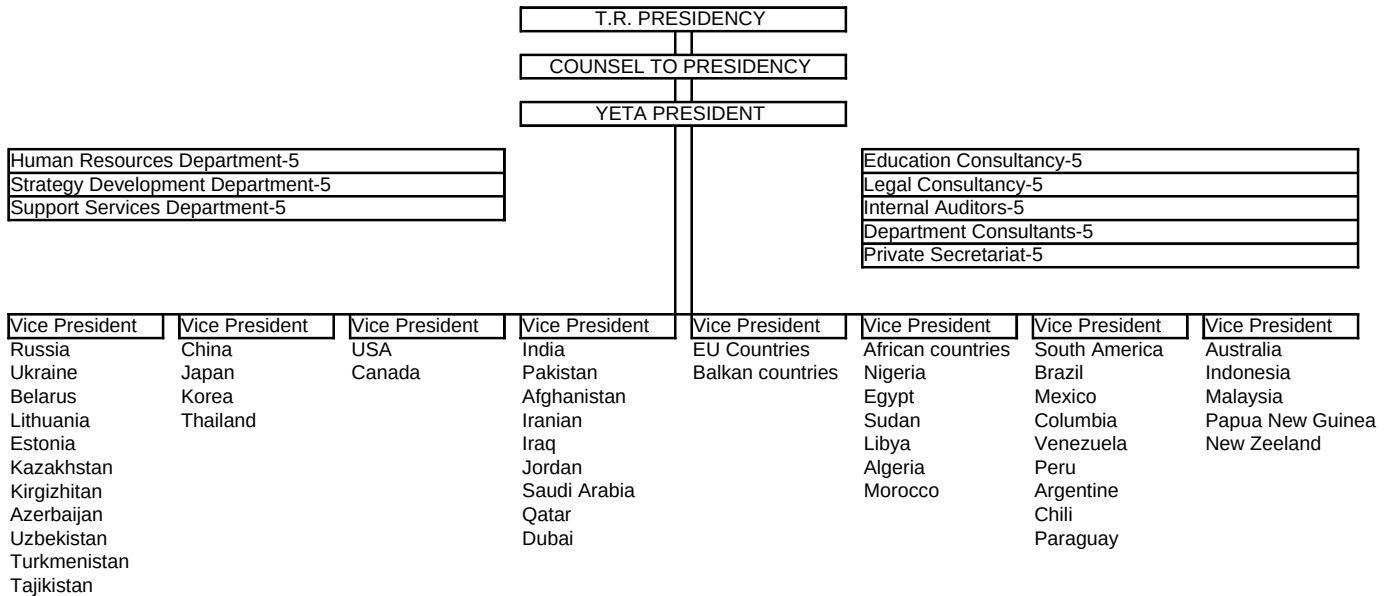 T.R. PRESIDENCY
COUNSEL TO PRESIDENCY
YETA PRESIDENT
Human Resources Department-5
Strategy Development Department-5
Support Services Department-5
Education Consultancy-5
Legal Consultancy-5
Internal Auditors-5
Department Consultants-5
Private Secretariat-5
Vice President
Russia
Ukraine
Belarus
Lithuania
Estonia
Kazakhstan
Kirgizhitan
Azerbaijan
Uzbekistan
Turkmenistan
Tajikistan
Vice President
China
Japan
Korea
Thailand
Vice President
USA
Canada
Vice President
India
Pakistan
Afghanistan
Iranian
Iraq
Jordan
Saudi Arabia
Qatar
Dubai
Vice President
EU Countries
Balkan countries
Vice President
African countries
Nigeria
Egypt
Sudan
Libya
Algeria
Morocco
Vice President
South America
Brazil
Mexico
Columbia
Venezuela
Peru
Argentine
Chili
Paraguay
Vice President
Australia
Indonesia
Malaysia
Papua New Guinea
New Zeeland